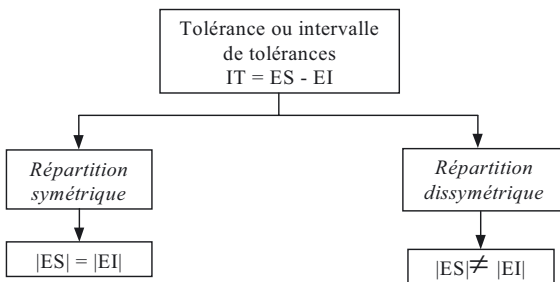 Tolérance ou intervalle
de tolérances
IT = ES - EI
Répartition
symétrique
Répartition
dissymétrique
|ES| = |EI|
|ES| ≠ |EI|